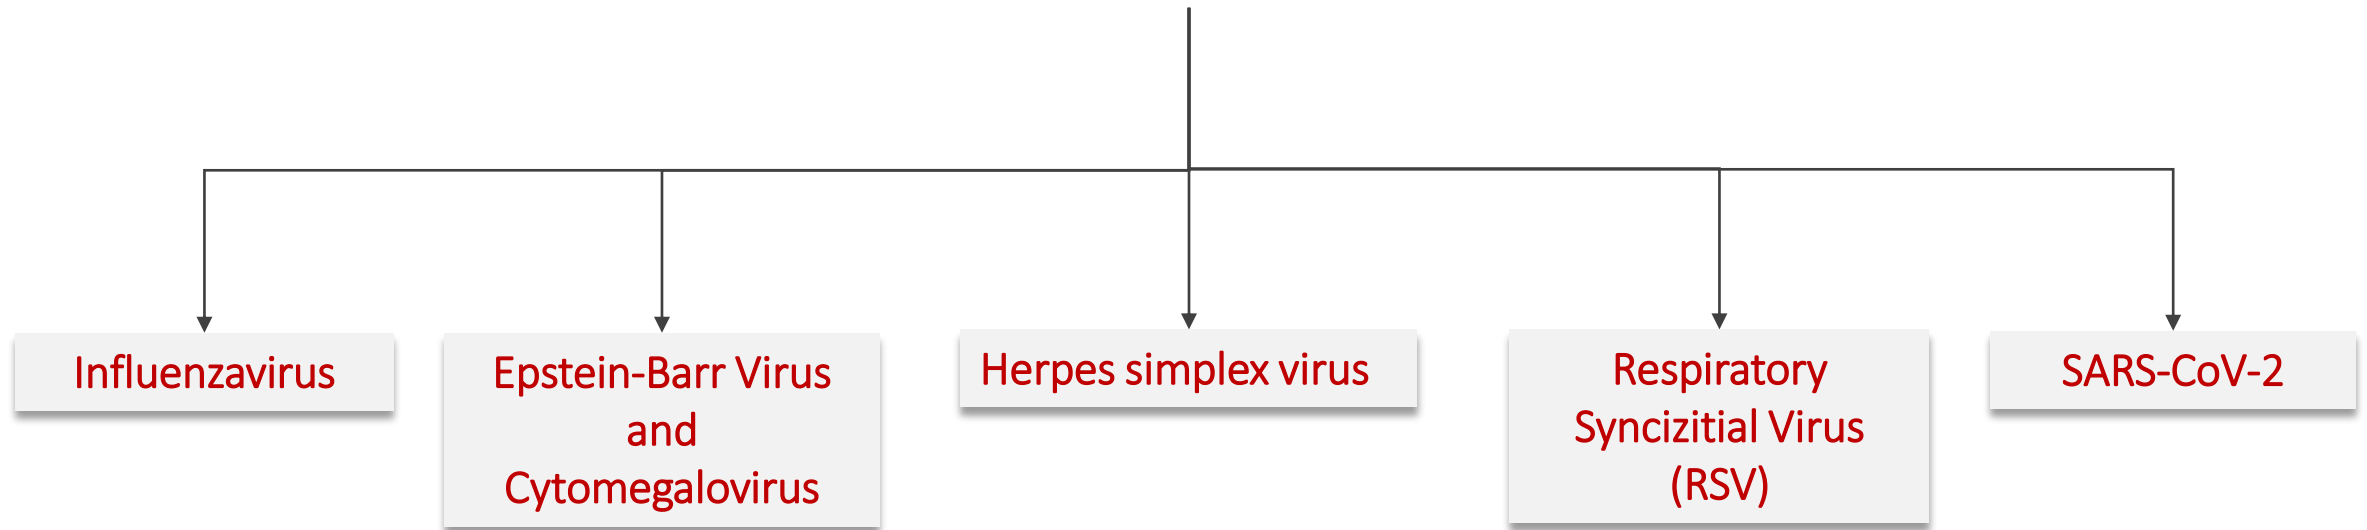 Influenzavirus
Epstein-Barr Virus
and
Cytomegalovirus
Herpes simplex virus
Respiratory
Syncizitial Virus
(RSV)
SARS-CoV-2